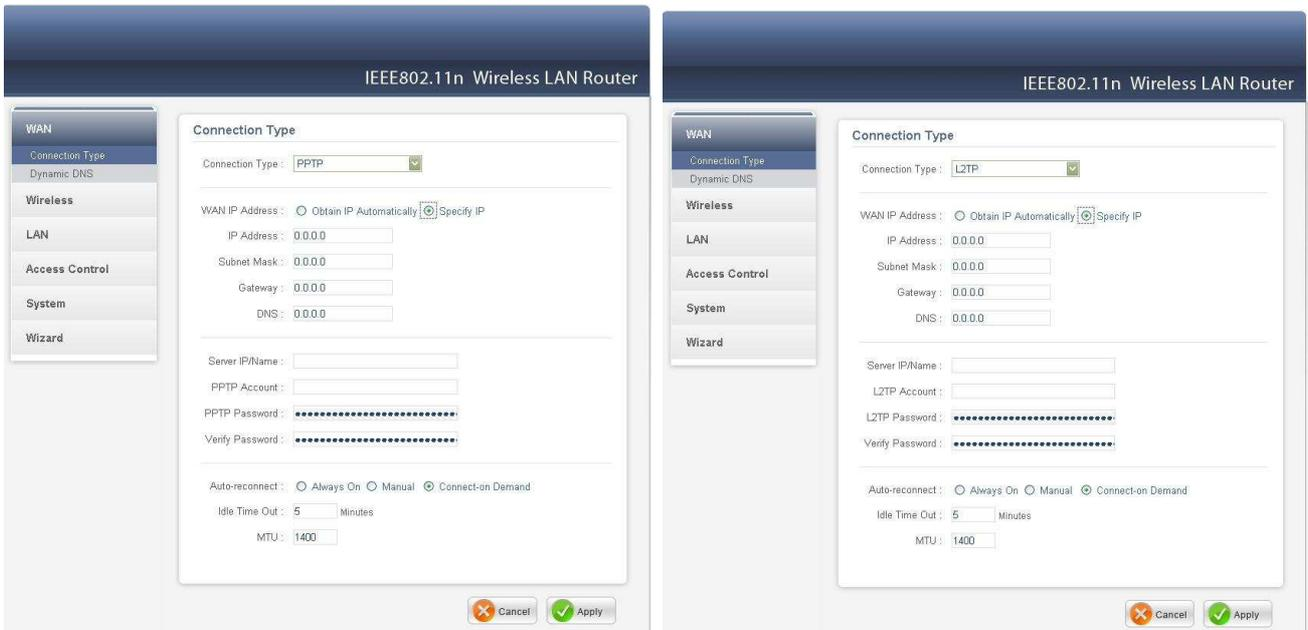 IEEE802.11n Wireless LAN Router
WAN
Connection Type
Dynamic DNS
Wireless
LAN
Access Control
System
Wizard
Connection Type
Connection Type : PPTP
WAN IP Address : Obtain IP Automatically Specify IP
IP Address : 0.0.0.0
Subnet Mask : 0.0.0.0
Gateway : 0.0.0.0
DNS : 0.0.0.0
Server IP/Name :
PPTP Account :
PPTP Password :
Verify Password :
Auto-reconnect : Always On Manual Connect-on Demand
Idle Time Out : 5 Minutes
MTU : 1400
Cancel Apply
IEEE802.11n Wireless LAN Router
WAN
Connection Type
Dynamic DNS
Wireless
LAN
Access Control
System
Wizard
Connection Type
Connection Type : L2TP
WAN IP Address : Obtain IP Automatically Specify IP
IP Address : 0.0.0.0
Subnet Mask : 0.0.0.0
Gateway : 0.0.0.0
DNS : 0.0.0.0
Server IP/Name :
L2TP Account :
L2TP Password :
Verify Password :
Auto-reconnect : Always On Manual Connect-on Demand
Idle Time Out : 5 Minutes
MTU : 1400
Cancel Apply